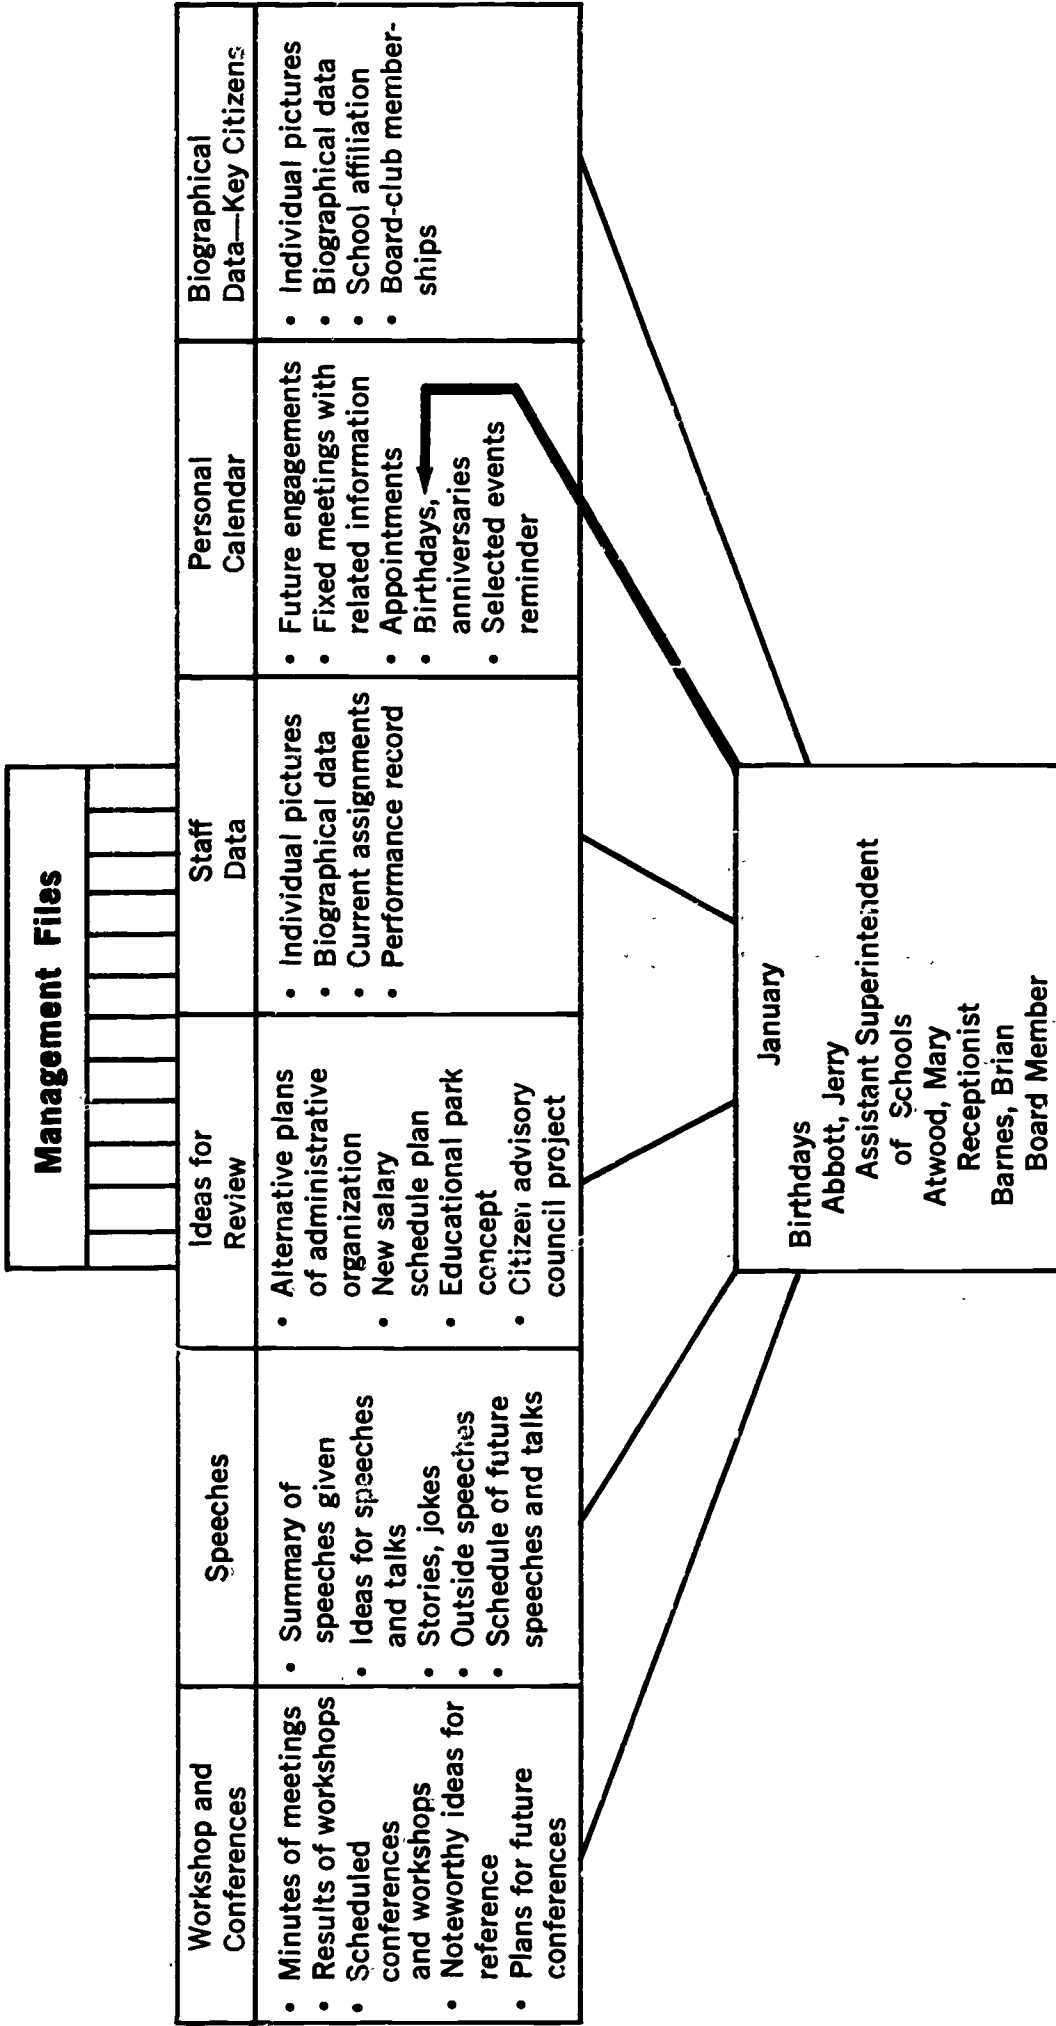 Management Files
Workshop and
Conferences
• Minutes of meetings
• Results of workshops
• Scheduled
conferences
and workshops
• Noteworthy ideas for
reference
• Plans for future
conferences
Speeches
• Summary of
speeches given
• Ideas for speeches
and talks
• Stories, jokes
• Outside speeches
• Schedule of future
speeches and talks
Ideas for
Review
• Alternative plans
of administrative
organization
• New salary
schedule plan
• Educational park
concept
• Citizen advisory
council project
Staff
Data
• Individual pictures
• Biographical data
• Current assignments
• Performance record
Personal
Calendar
• Future engagements
• Fixed meetings with
related information
• Appointments
• Birthdays,
anniversaries
• Selected events
reminder
Biographical
Data—Key Citizens
• Individual pictures
• Biographical data
• School affiliation
• Board-club member-
ships
January
Birthdays
Abbott, Jerry
Assistant Superintendent
of Schools
Atwood, Mary
Receptionist
Barnes, Brian
Board Member